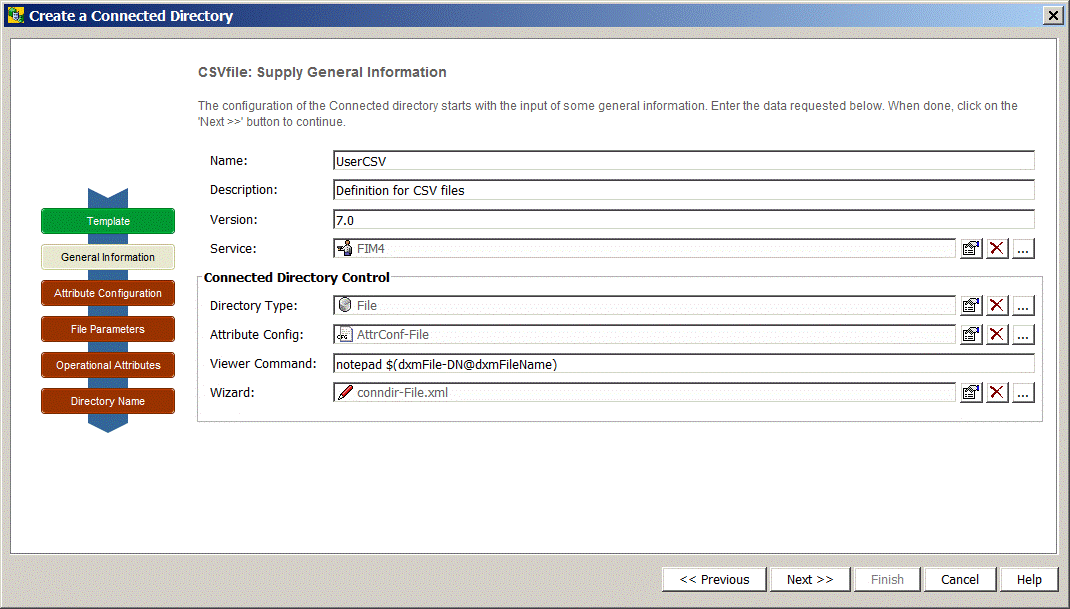 Create a Connected Directory
CSVfile: Supply General Information
The configuration of the Connected directory starts with the input of some general information. Enter the data requested below. When done, click on the
'Next >>' button to continue.
Name: UserCSV
Description: Definition for CSV files
Version: 7.0
Service: FIM4 ...
Connected Directory Control
Directory Type: File ...
Attribute Config: CFG AttrConf-File ...
Viewer Command: notepad $(dxmFile-DN@dxmFileName)
Wizard: conndir-File.xml ...
Template
General Information
Attribute Configuration
File Parameters
Operational Attributes
Directory Name
<< Previous Next >> Finish Cancel Help